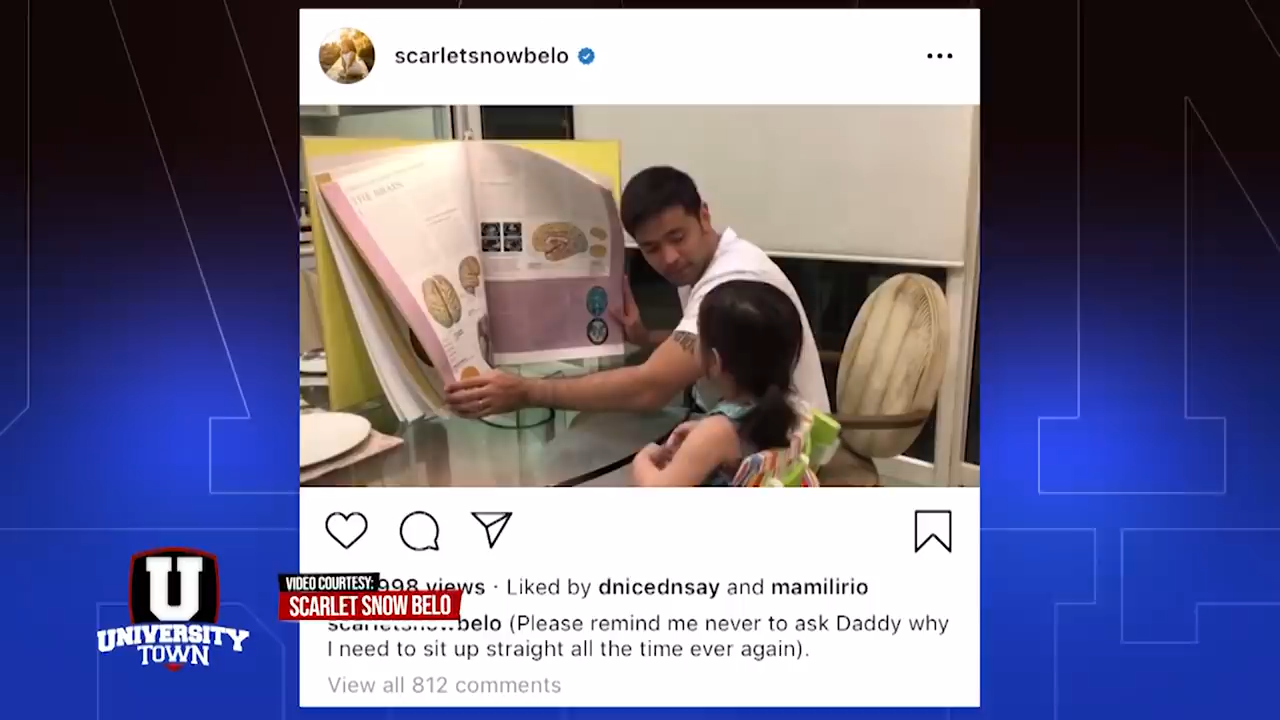 scarletsnowbelo
THE BRAIN
998 views · Liked by dnicednsay and mamilirio
scarletsnowbelo (Please remind me never to ask Daddy why
I need to sit up straight all the time ever again).
View all 812 comments
VIDEO COURTESY:
SCARLET SNOW BELO
U
UNIVERSITY
TOWN